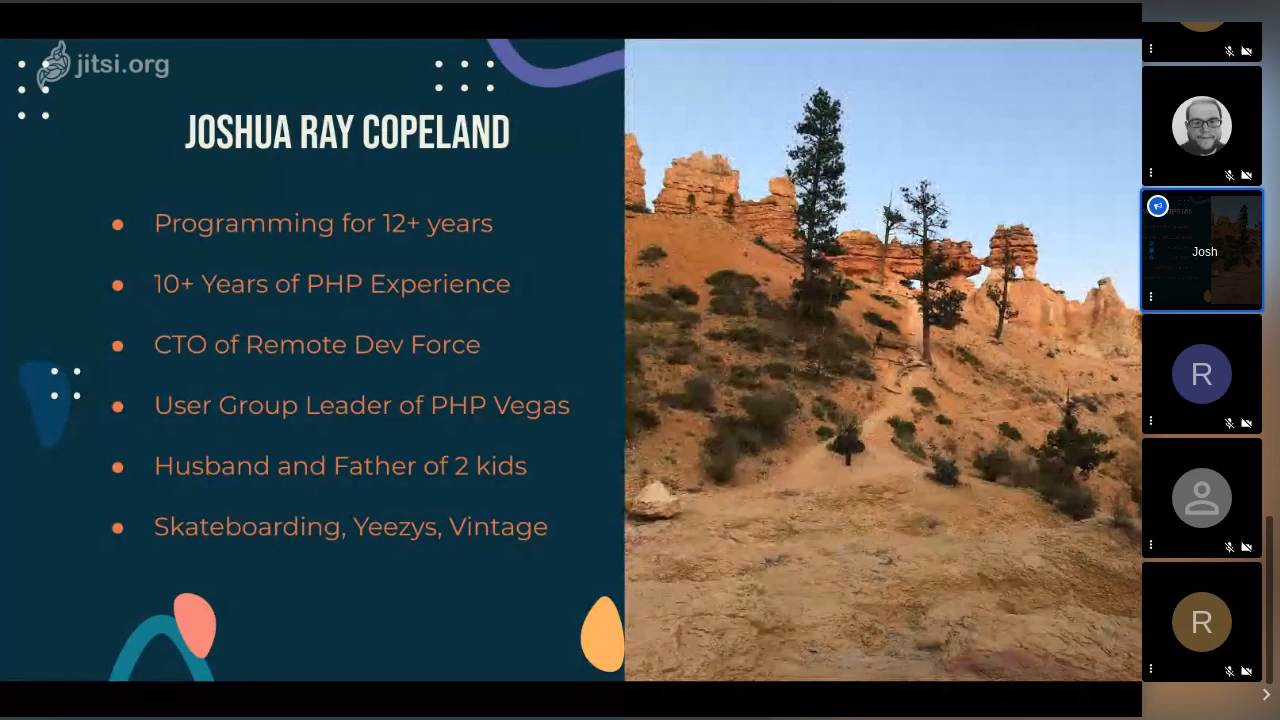 jitsi.org
JOSHUA RAY COPELAND
Programming for 12+ years
10+ Years of PHP Experience
CTO of Remote Dev Force
User Group Leader of PHP Vegas
Husband and Father of 2 kids
Skateboarding, Yeezys, Vintage
Josh
R
R